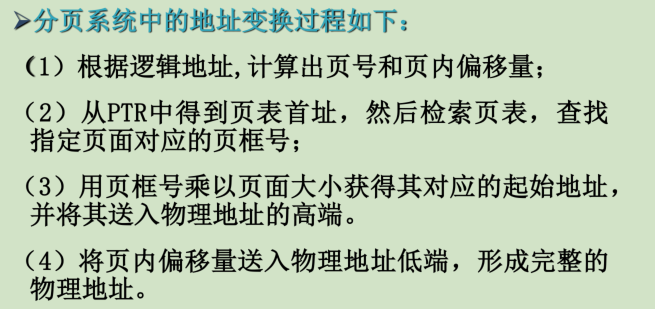 ➢分页系统中的地址变换过程如下：
（1）根据逻辑地址,计算出页号和页内偏移量；
（2）从PTR中得到页表首址，然后检索页表，查找
指定页面对应的页框号；
（3）用页框号乘以页面大小获得其对应的起始地址，
并将其送入物理地址的高端。
（4）将页内偏移量送入物理地址低端，形成完整的
物理地址。